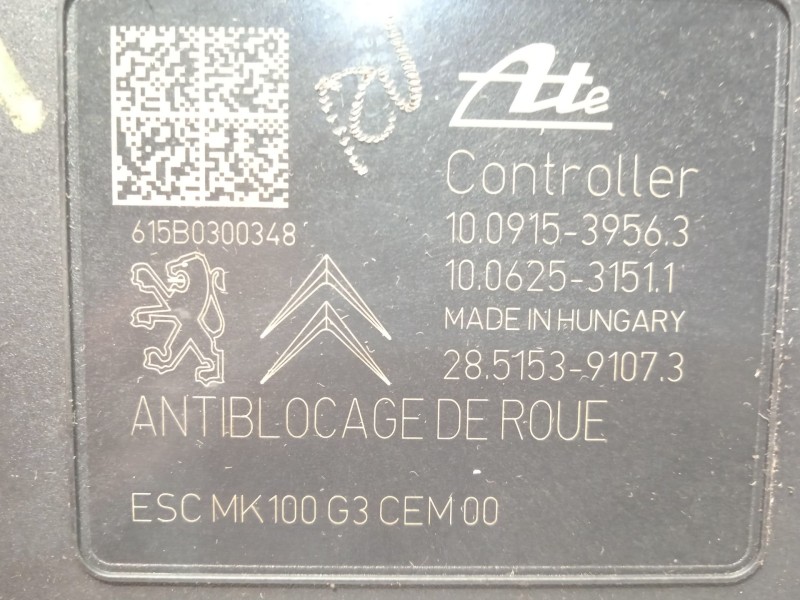 Ate
Controller
615B0300348
10.0915-3956.3
10.0625-3151.1
MADE IN HUNGARY
28.5153-9107.3
ANTIBLOCAGE DE ROUE
ESC MK100 G3 CEM 00